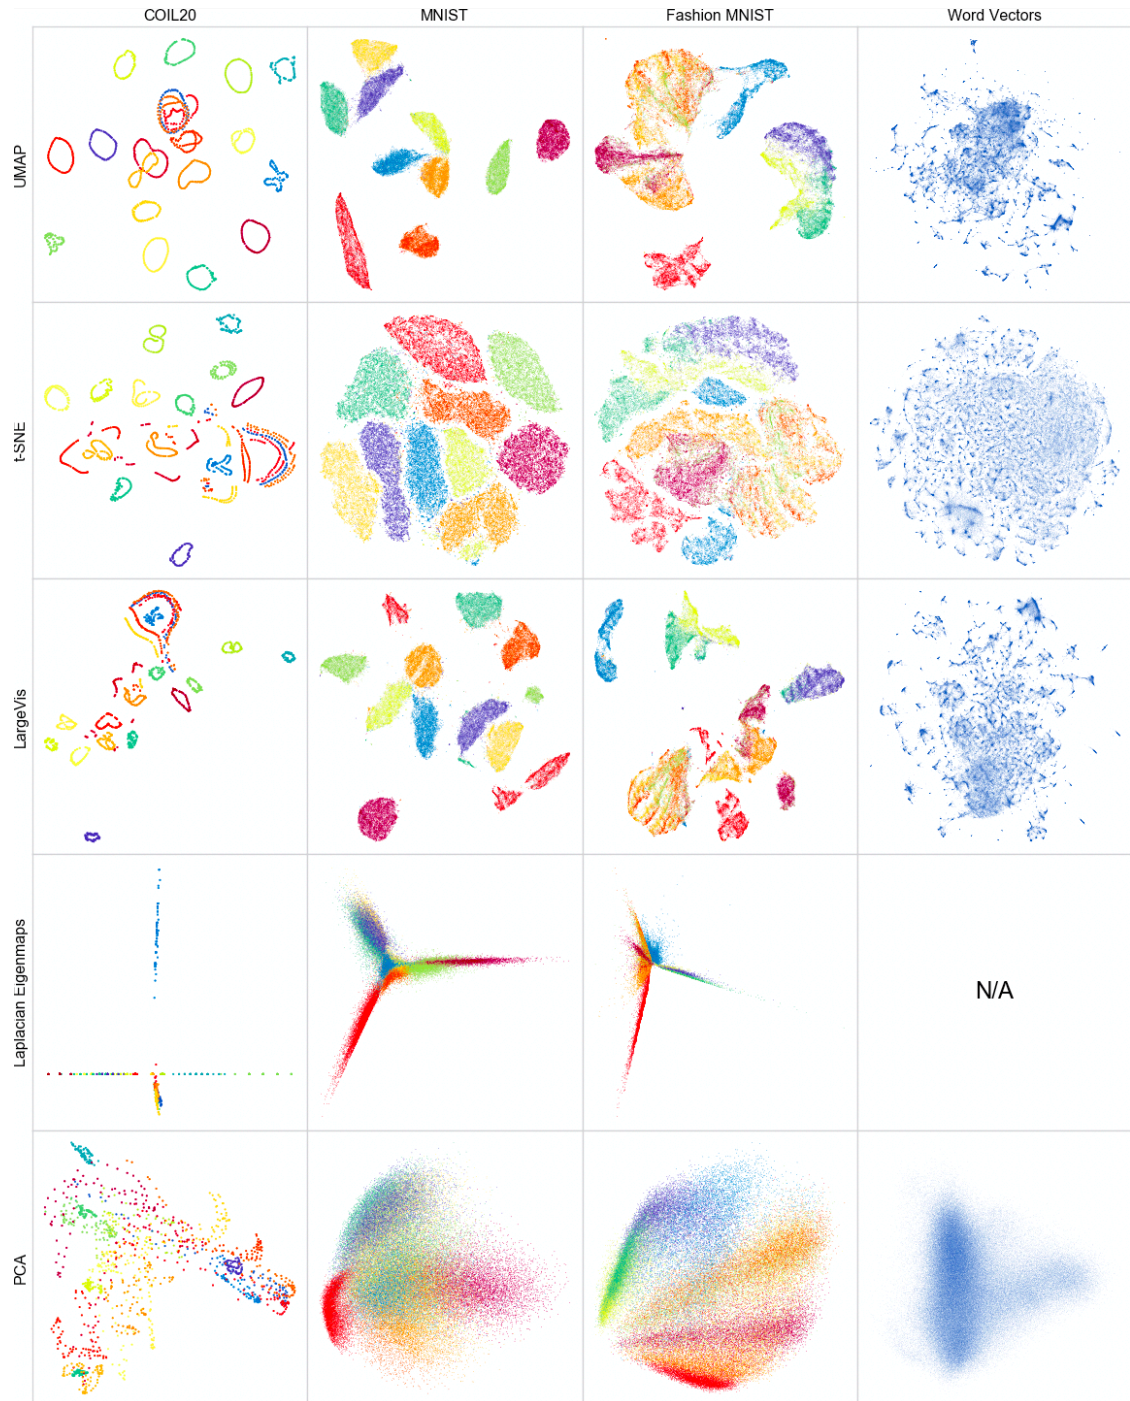 COIL20 MNIST Fashion MNIST Word Vectors
UMAP
t-SNE
LargeVis
Laplacian Eigenmaps
N/A
PCA